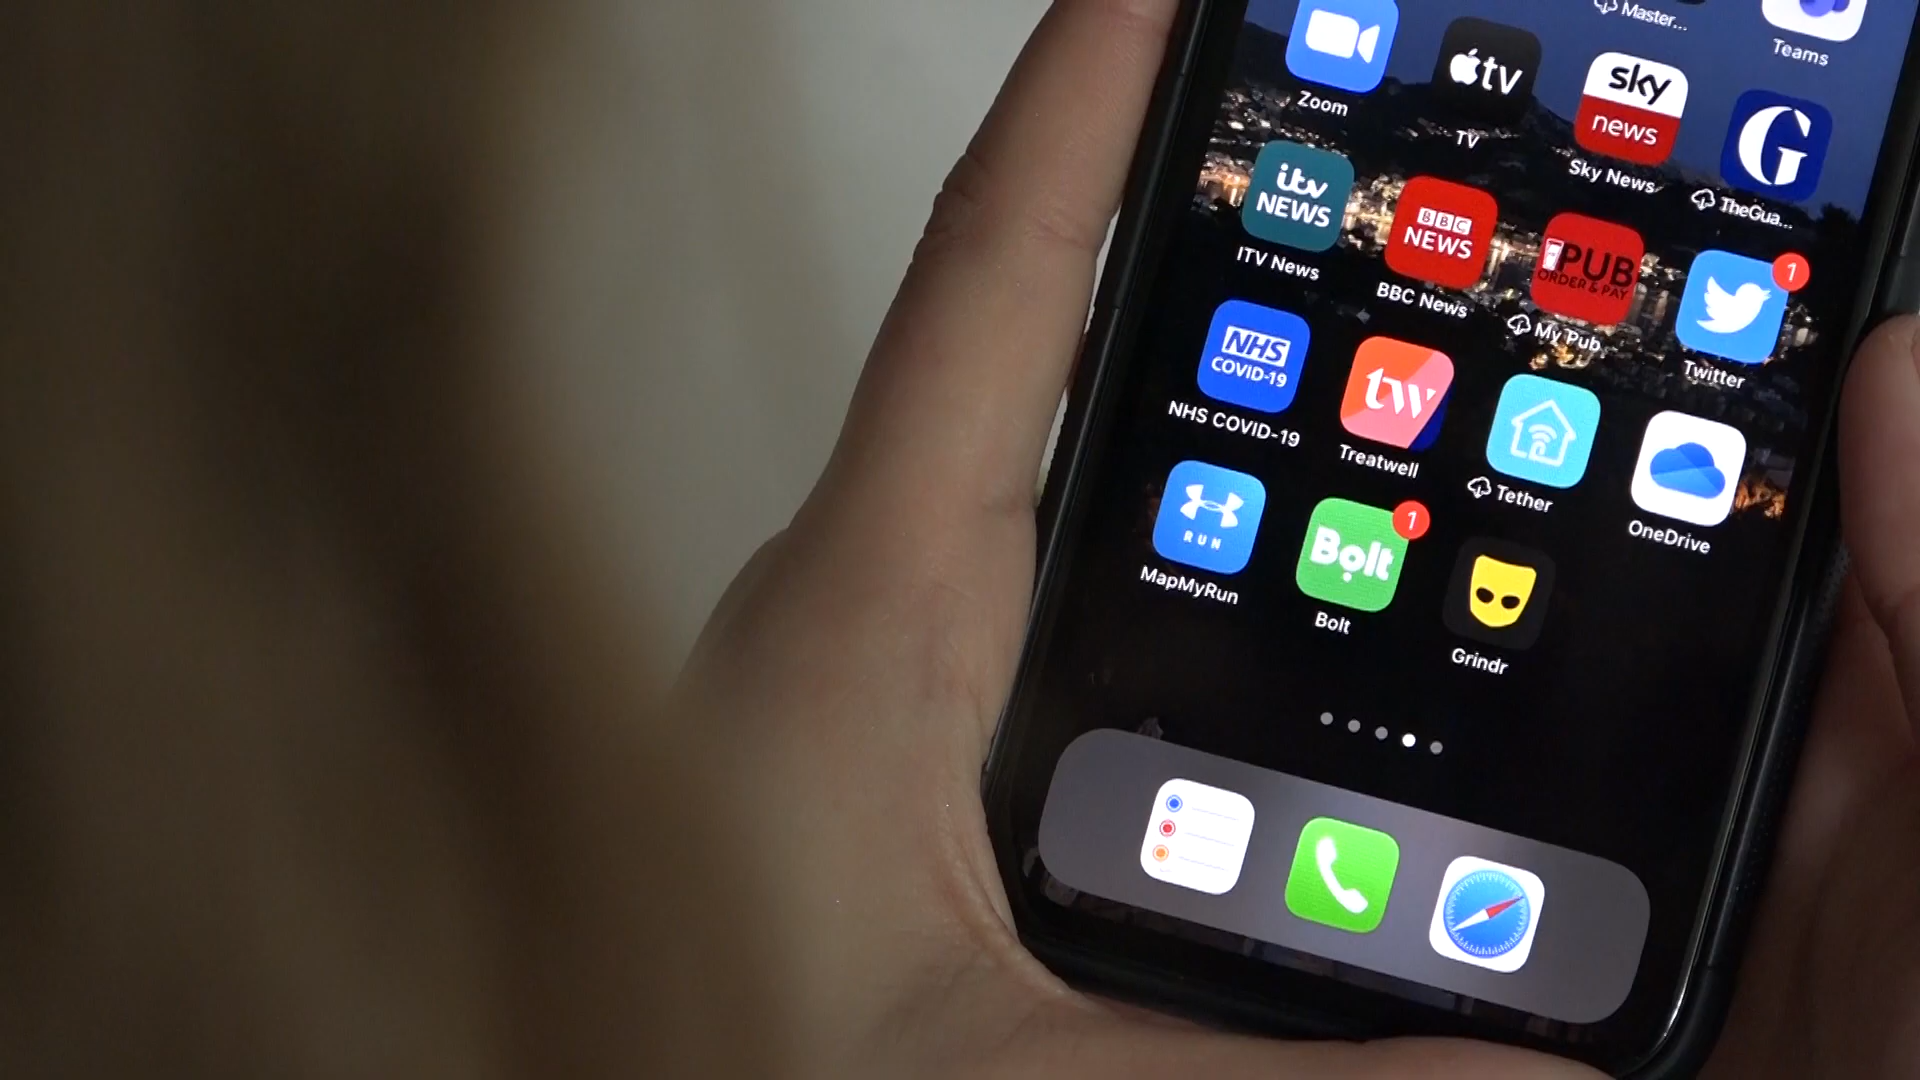 Master...
Teams
Zoom
tv
TV
sky
news
Sky News
G
TheGua...
itv
NEWS
ITV News
BBC
NEWS
BBC News
PUB
ORDER & PAY
My Pub
1
Twitter
NHS
COVID-19
NHS COVID-19
tw
Treatwell
Tether
OneDrive
RUN
MapMyRun
Bolt
1
Bolt
Grindr